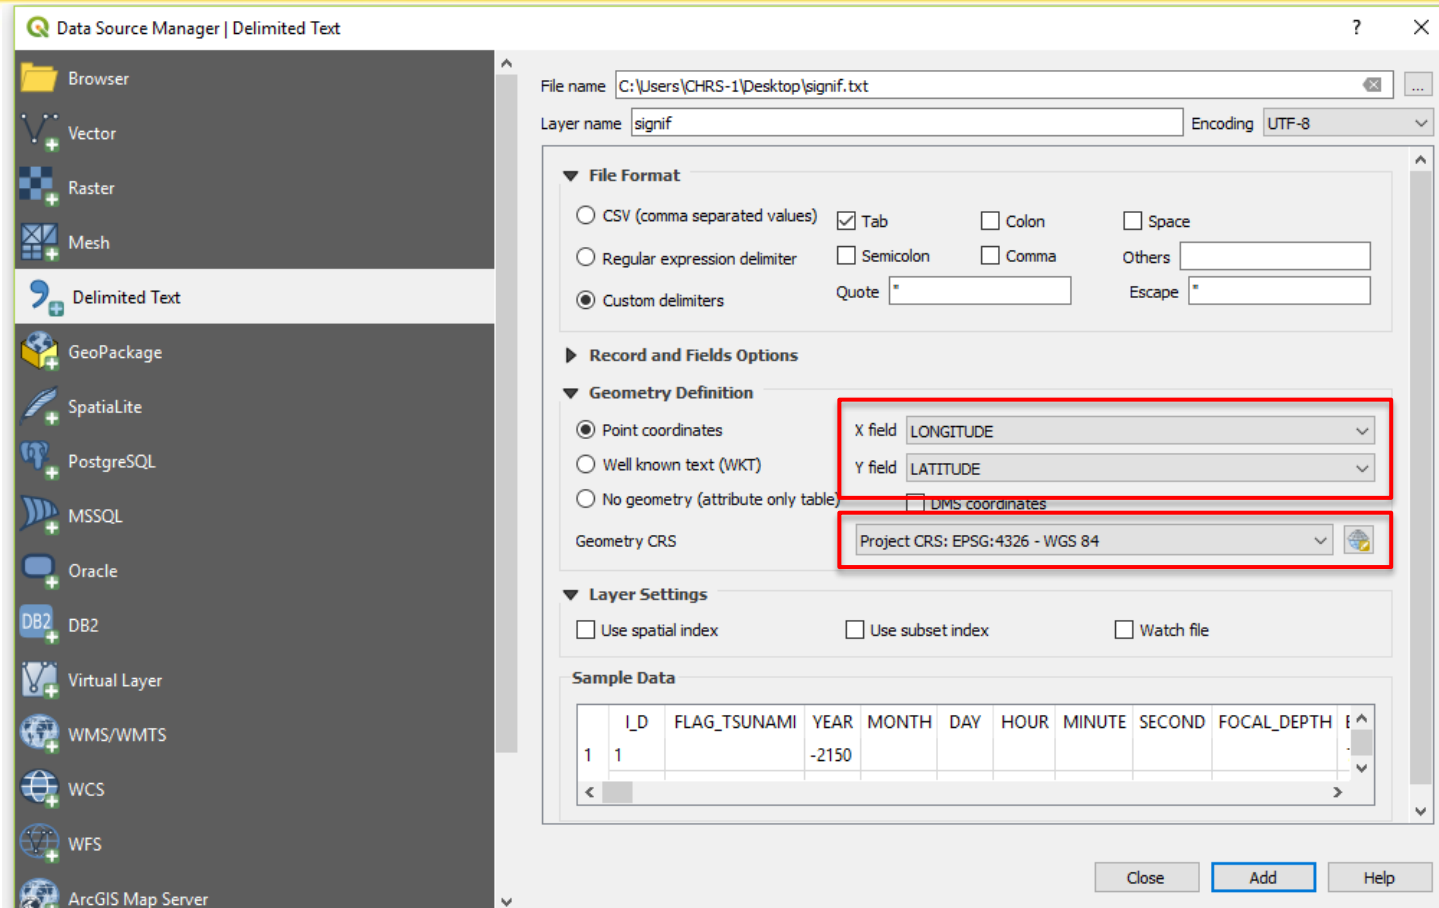 Data Source Manager | Delimited Text
?
Browser
Vector
Raster
Mesh
Delimited Text
GeoPackage
SpatiaLite
PostgreSQL
MSSQL
Oracle
DB2 DB2
Virtual Layer
WMS/WMTS
WCS
WFS
ArcGIS Map Server
File name C:\Users\CHRS-1\Desktop\signif.txt ...
Layer name signif Encoding UTF-8
File Format
CSV (comma separated values) Tab Colon Space
Regular expression delimiter Semicolon Comma Others
Custom delimiters Quote " Escape "
Record and Fields Options
Geometry Definition
Point coordinates X field LONGITUDE
Well known text (WKT) Y field LATITUDE
No geometry (attribute only table) DMS coordinates
Geometry CRS Project CRS: EPSG:4326 - WGS 84
Layer Settings
Use spatial index Use subset index Watch file
Sample Data
I_D FLAG_TSUNAMI YEAR MONTH DAY HOUR MINUTE SECOND FOCAL_DEPTH
1 1 -2150
Close Add Help